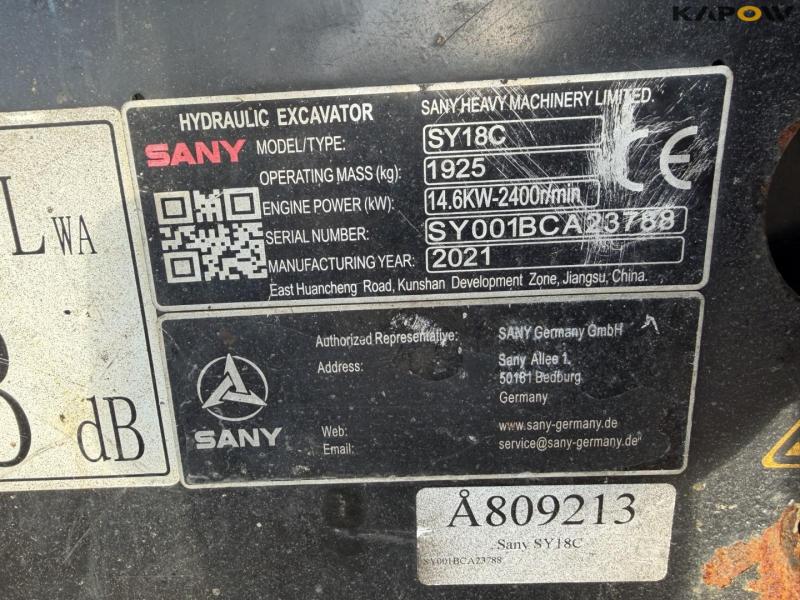 KAPOW
HYDRAULIC EXCAVATOR
SANY HEAVY MACHINERY LIMITED.
SANY
MODEL/TYPE: SY18C
OPERATING MASS (kg): 1925
ENGINE POWER (kW): 14.6KW-2400r/min
SERIAL NUMBER: SY001BCA23788
MANUFACTURING YEAR: 2021
CE
East Huancheng Road, Kunshan Development Zone, Jiangsu, China.
LWA
dB
Authorized Representative: SANY Germany GmbH
Address: Sany Allee 1,
50181 Bedburg
Germany
SANY
Web: www.sany-germany.de
Email: service@sany-germany.de
Å809213
Sany SY18C
SY001BCA23788